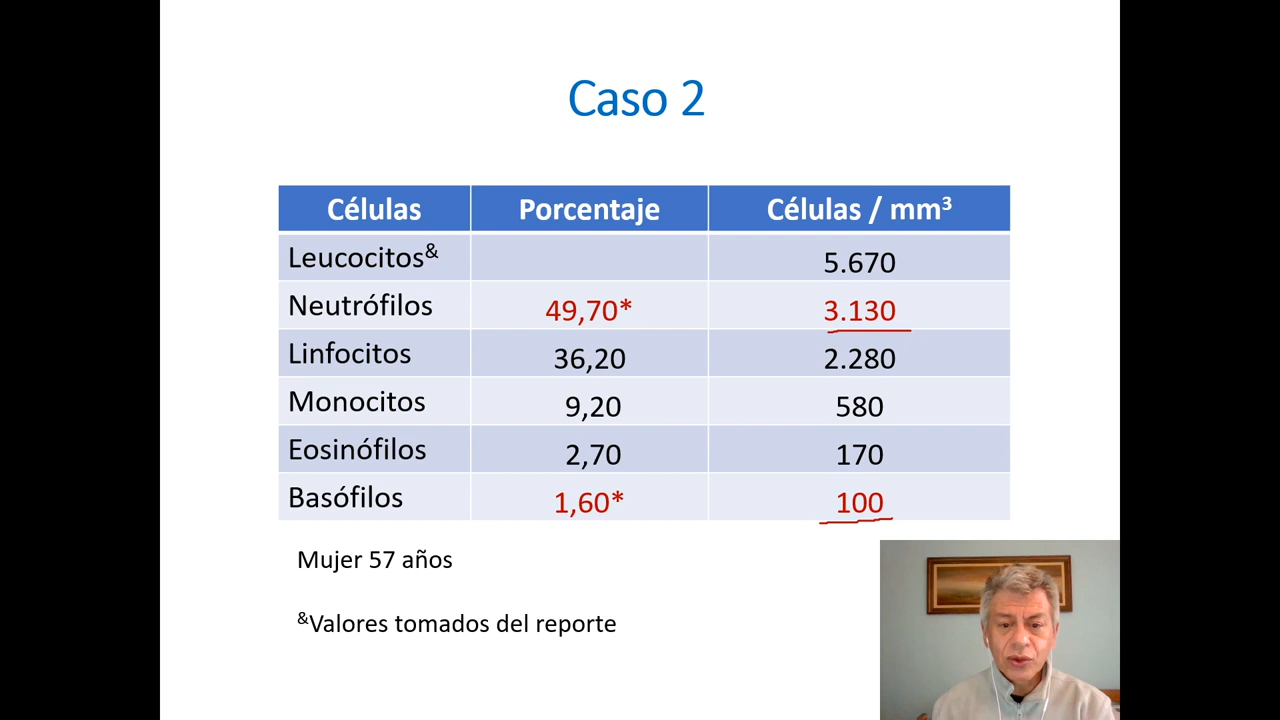 Caso 2
Células Porcentaje Células / mm³
Leucocitos& 5.670
Neutrófilos 49,70* 3.130
Linfocitos 36,20 2.280
Monocitos 9,20 580
Eosinófilos 2,70 170
Basófilos 1,60* 100
Mujer 57 años
&Valores tomados del reporte